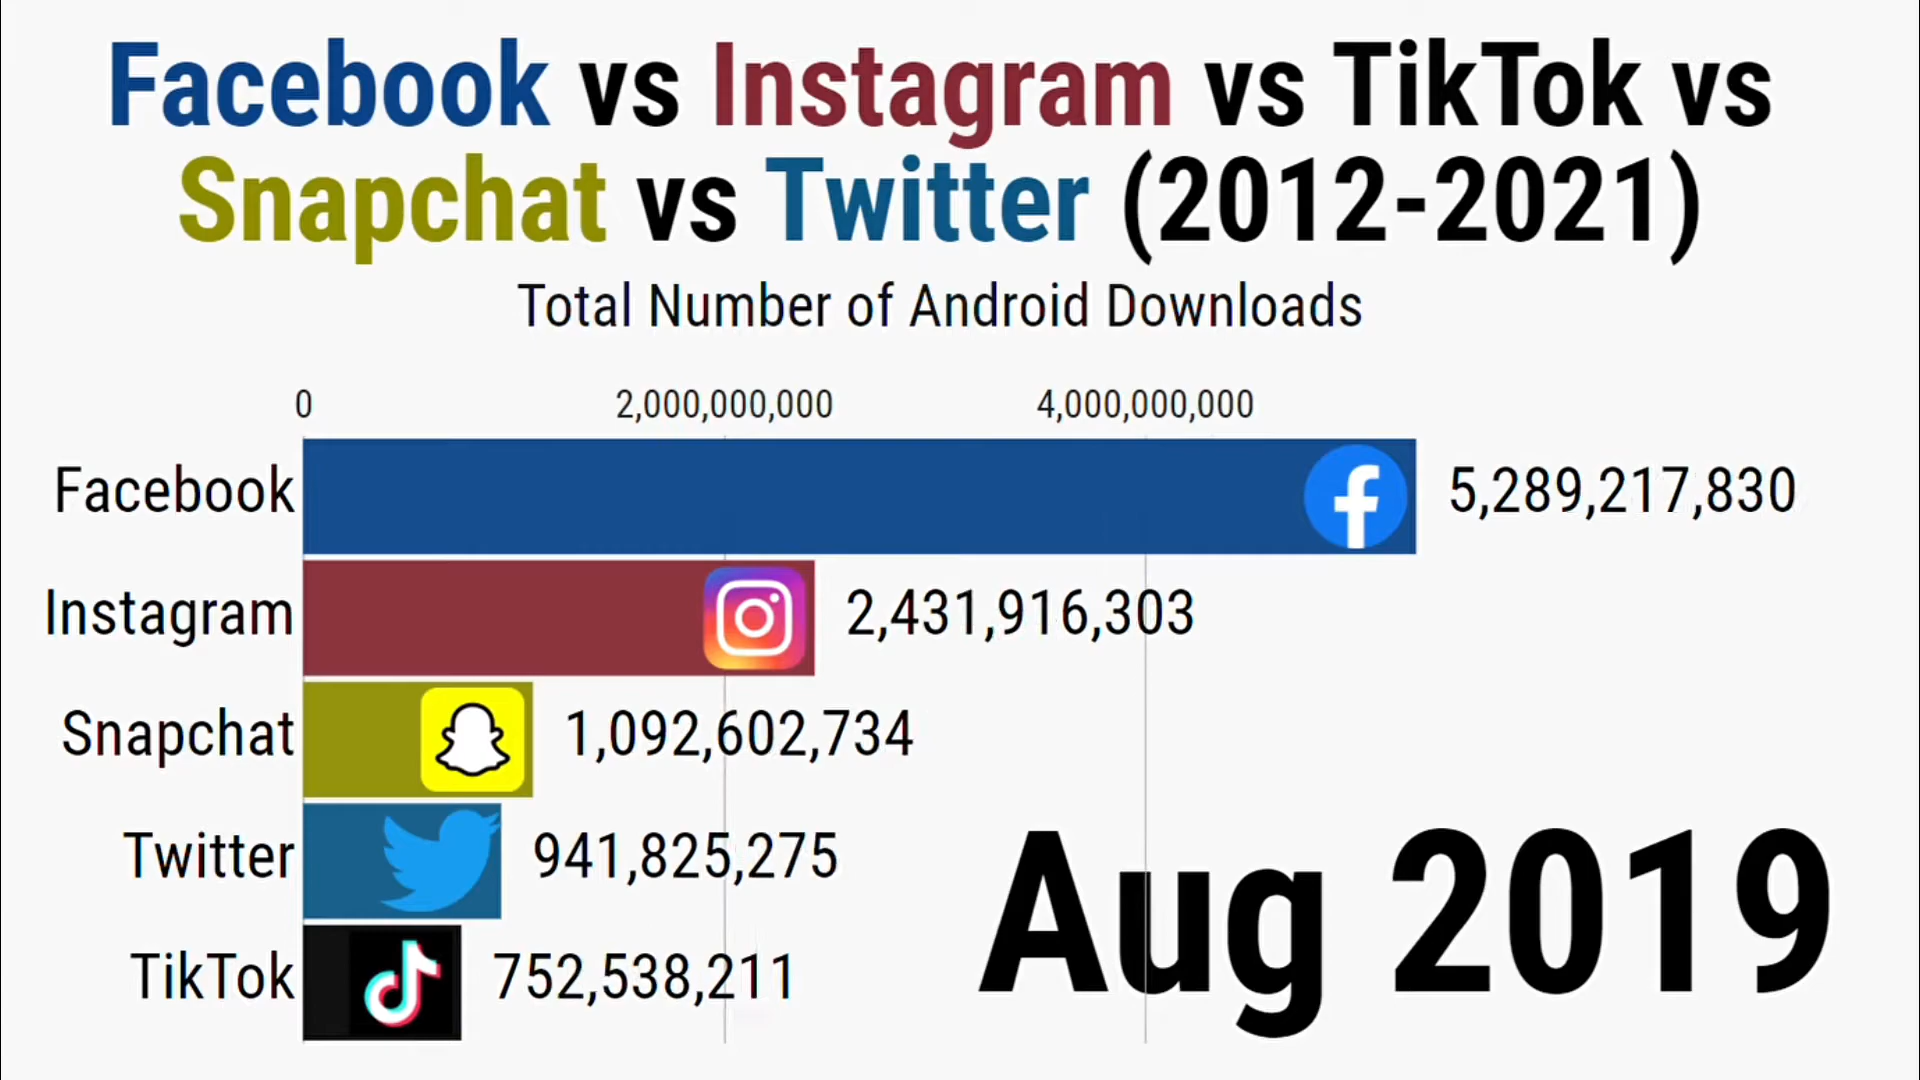 Facebook vs Instagram vs TikTok vs
Snapchat vs Twitter (2012-2021)
Total Number of Android Downloads
0 2,000,000,000 4,000,000,000
Facebook 5,289,217,830
Instagram 2,431,916,303
Snapchat 1,092,602,734
Twitter 941,825,275
TikTok 752,538,211
Aug 2019